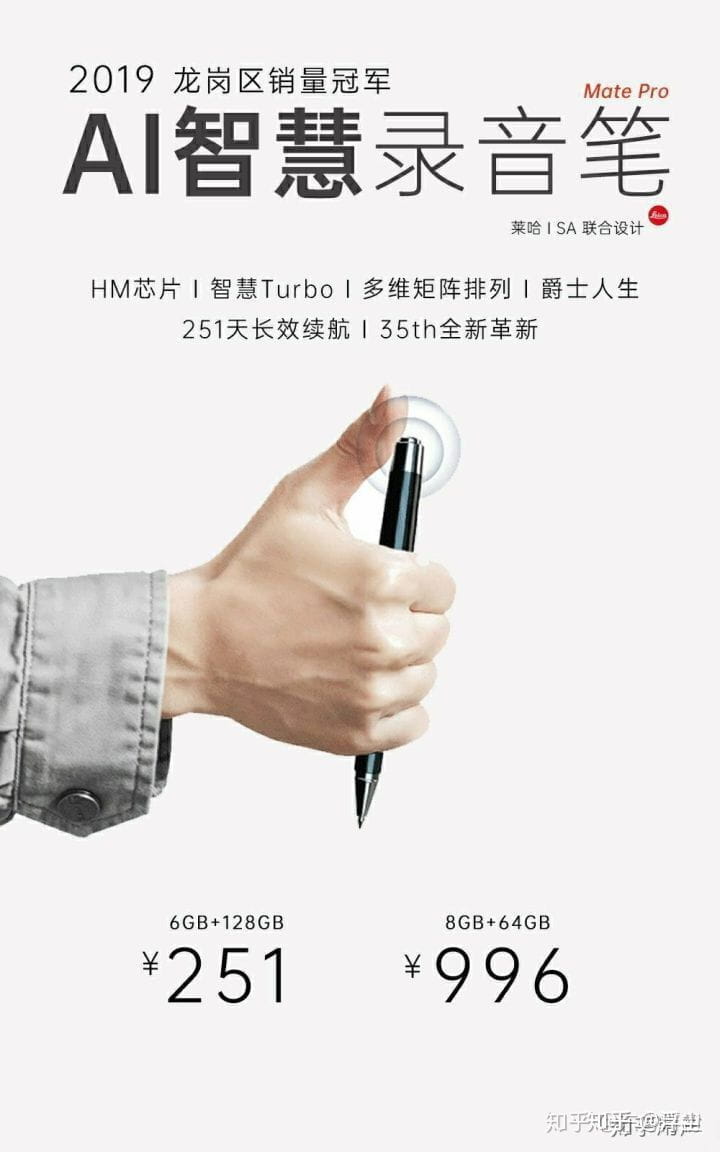 2019 龙岗区销量冠军
Mate Pro
AI智慧录音笔
莱哈 I SA 联合设计
Leica
HM芯片 I 智慧Turbo I 多维矩阵排列 I 爵士人生
251天长效续航 I 35th全新革新
6GB+128GB
¥251
8GB+64GB
¥996
知乎